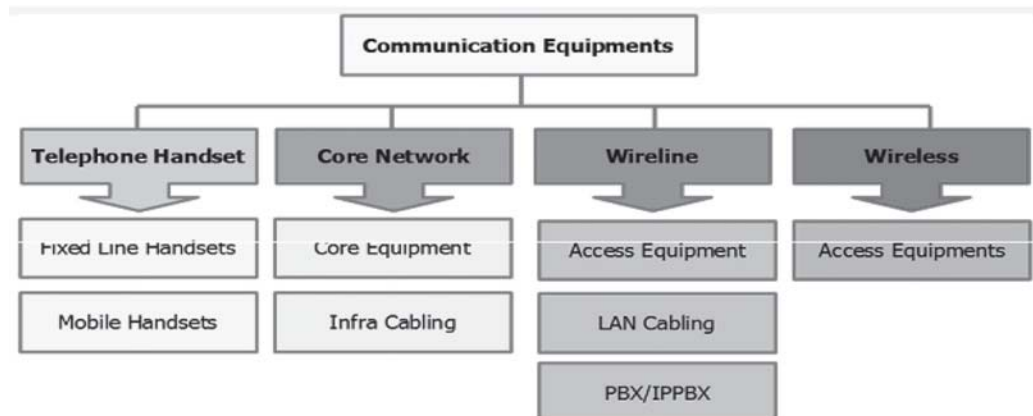 Communication Equipments
Telephone Handset
Core Network
Wireline
Wireless
Fixed Line Handsets
Core Equipment
Access Equipment
Access Equipments
Mobile Handsets
Infra Cabling
LAN Cabling
PBX/IPPBX